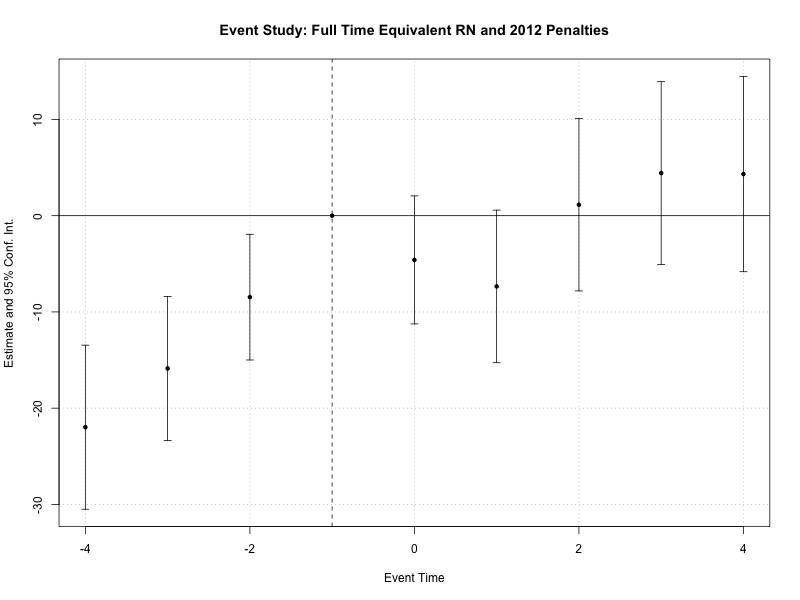 Event Study: Full Time Equivalent RN and 2012 Penalties
Estimate and 95% Conf. Int.
10
0
-10
-20
-30
-4 -2 0 2 4
Event Time